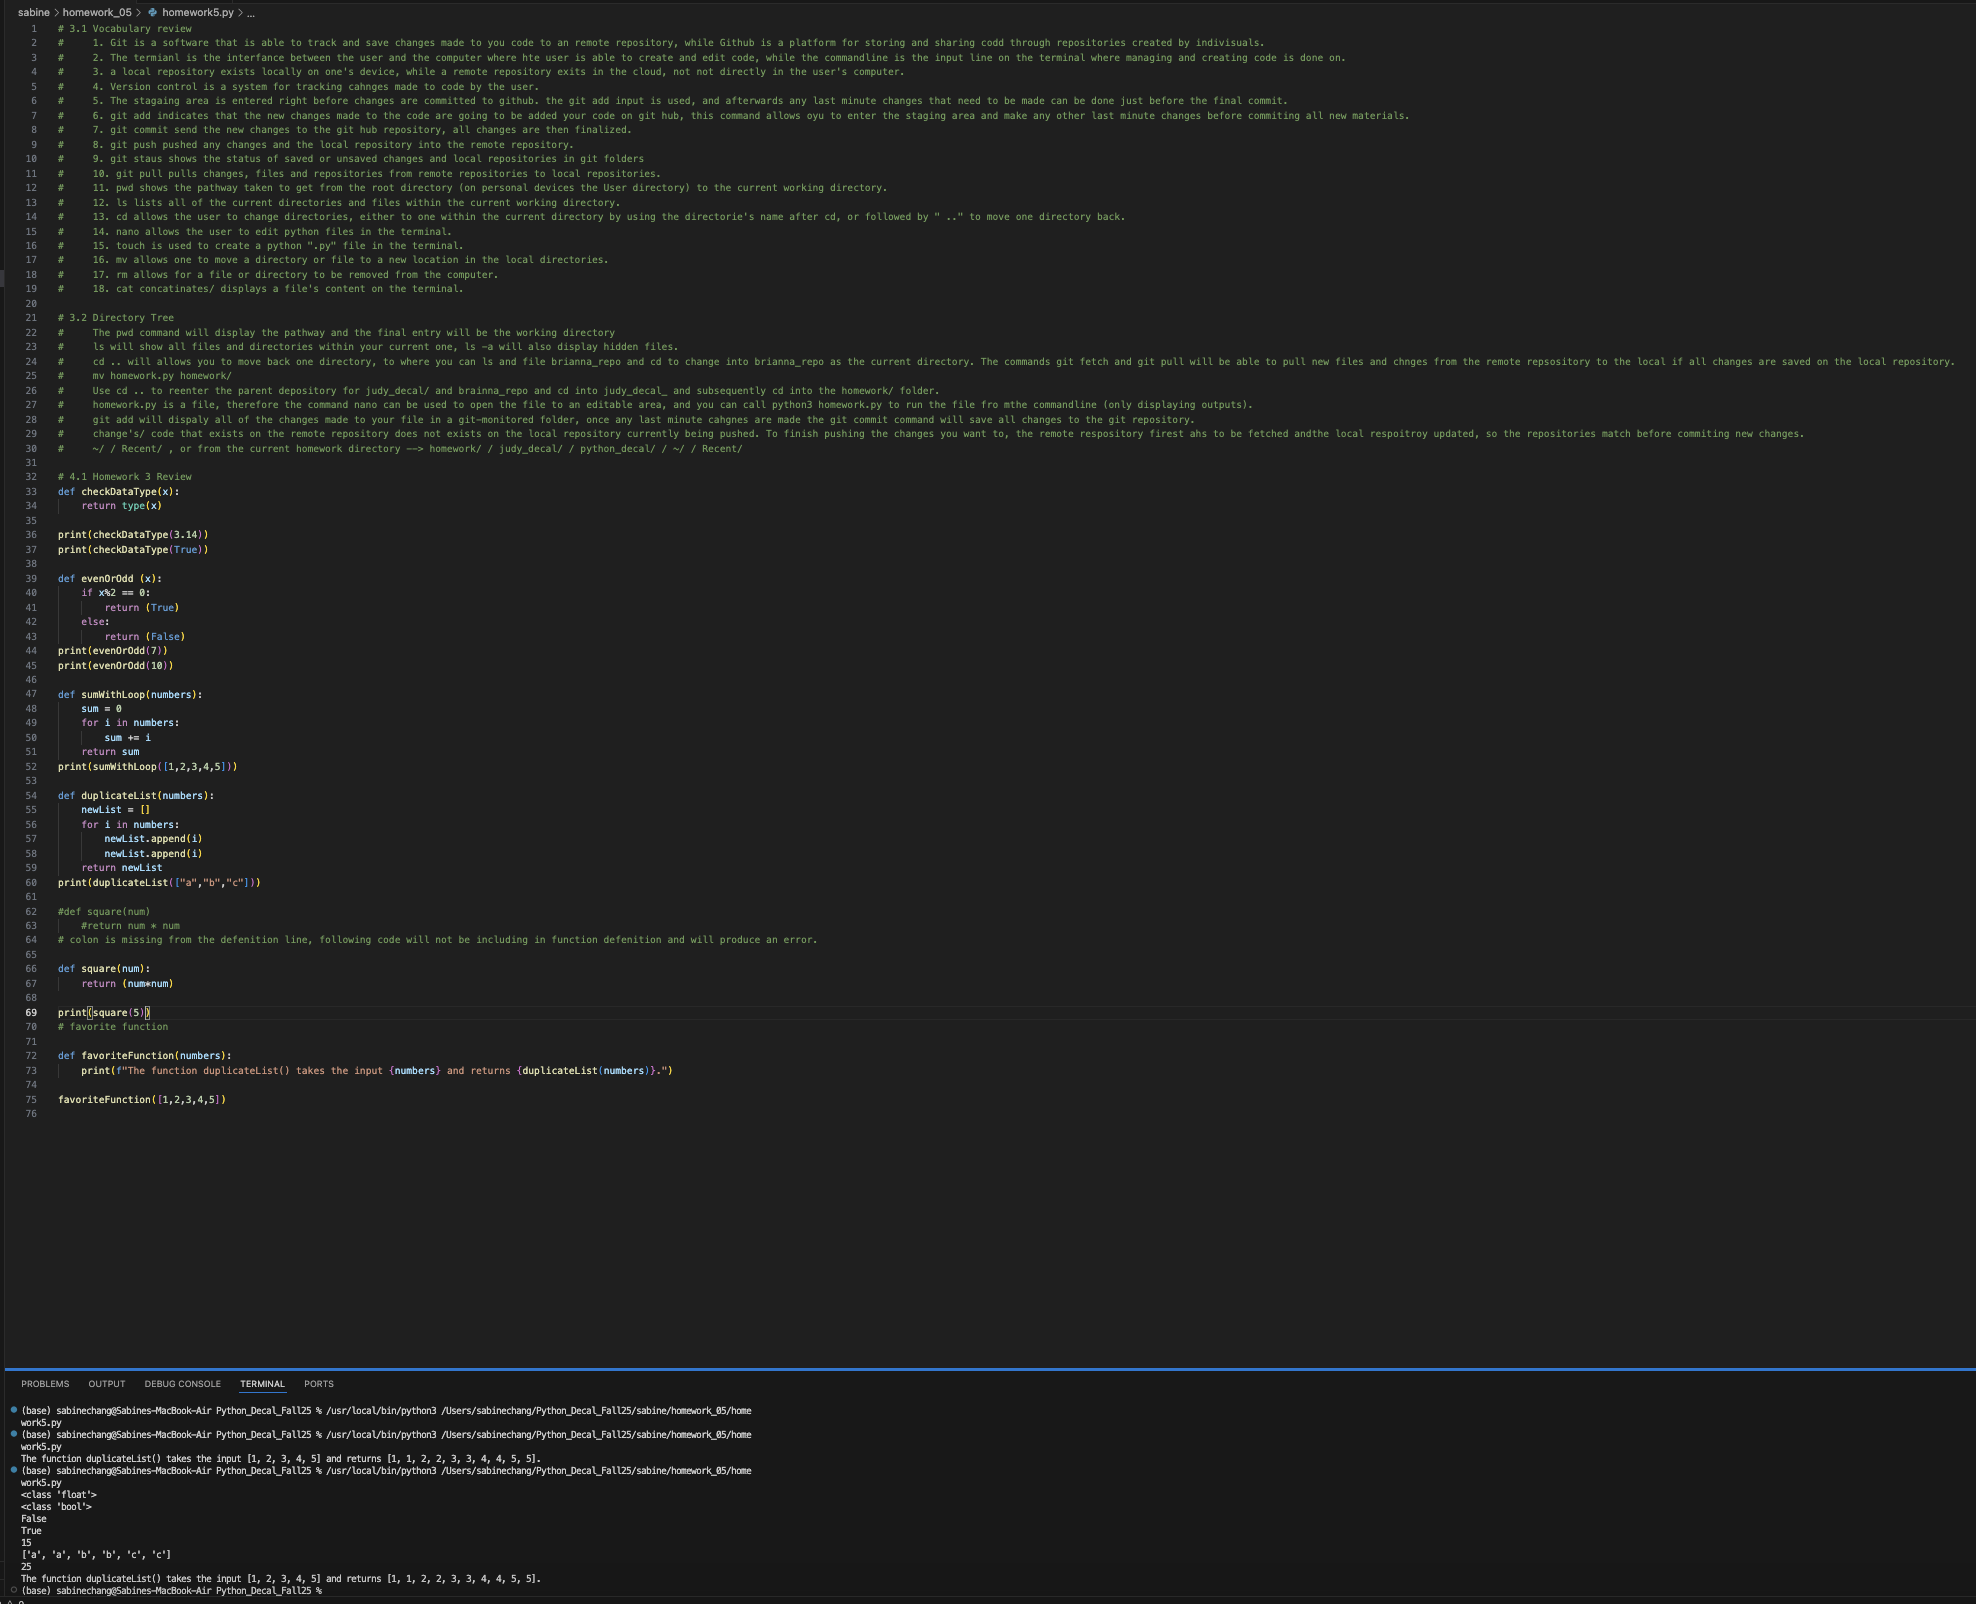 sabine > homework_05 > homework5.py > ...
1 # 3.1 Vocabulary review
2 # 1. Git is a software that is able to track and save changes made to you code to an remote repository, while Github is a platform for storing and sharing codd through repositories created by indivisuals.
3 # 2. The termianl is the interfance between the user and the computer where hte user is able to create and edit code, while the commandline is the input line on the terminal where managing and creating code is done on.
4 # 3. a local repository exists locally on one's device, while a remote repository exits in the cloud, not not directly in the user's computer.
5 # 4. Version control is a system for tracking cahnges made to code by the user.
6 # 5. The stagaing area is entered right before changes are committed to github. the git add input is used, and afterwards any last minute changes that need to be made can be done just before the final commit.
7 # 6. git add indicates that the new changes made to the code are going to be added your code on git hub, this command allows oyu to enter the staging area and make any other last minute changes before commiting all new materials.
8 # 7. git commit send the new changes to the git hub repository, all changes are then finalized.
9 # 8. git push pushed any changes and the local repository into the remote repository.
10 # 9. git staus shows the status of saved or unsaved changes and local repositories in git folders
11 # 10. git pull pulls changes, files and repositories from remote repositories to local repositories.
12 # 11. pwd shows the pathway taken to get from the root directory (on personal devices the User directory) to the current working directory.
13 # 12. ls lists all of the current directories and files within the current working directory.
14 # 13. cd allows the user to change directories, either to one within the current directory by using the directorie's name after cd, or followed by " .." to move one directory back.
15 # 14. nano allows the user to edit python files in the terminal.
16 # 15. touch is used to create a python ".py" file in the terminal.
17 # 16. mv allows one to move a directory or file to a new location in the local directories.
18 # 17. rm allows for a file or directory to be removed from the computer.
19 # 18. cat concatinates/ displays a file's content on the terminal.
20
21 # 3.2 Directory Tree
22 # The pwd command will display the pathway and the final entry will be the working directory
23 # ls will show all files and directories within your current one, ls -a will also display hidden files.
24 # cd .. will allows you to move back one directory, to where you can ls and file brianna_repo and cd to change into brianna_repo as the current directory. The commands git fetch and git pull will be able to pull new files and chnges from the remote repsository to the local if all changes are saved on the local repository.
25 # mv homework.py homework/
26 # Use cd .. to reenter the parent depository for judy_decal/ and brainna_repo and cd into judy_decal_ and subsequently cd into the homework/ folder.
27 # homework.py is a file, therefore the command nano can be used to open the file to an editable area, and you can call python3 homework.py to run the file fro mthe commandline (only displaying outputs).
28 # git add will dispaly all of the changes made to your file in a git-monitored folder, once any last minute cahgnes are made the git commit command will save all changes to the git repository.
29 # change's/ code that exists on the remote repository does not exists on the local repository currently being pushed. To finish pushing the changes you want to, the remote respository firest ahs to be fetched andthe local respoitroy updated, so the repositories match before commiting new changes.
30 # ~/ / Recent/ , or from the current homework directory --> homework/ / judy_decal/ / python_decal/ / ~/ / Recent/
31
32 # 4.1 Homework 3 Review
33 def checkDataType(x):
34 return type(x)
35
36 print(checkDataType(3.14))
37 print(checkDataType(True))
38
39 def evenOrOdd (x):
40 if x%2 == 0:
41 return (True)
42 else:
43 return (False)
44 print(evenOrOdd(7))
45 print(evenOrOdd(10))
46
47 def sumWithLoop(numbers):
48 sum = 0
49 for i in numbers:
50 sum += i
51 return sum
52 print(sumWithLoop([1,2,3,4,5]))
53
54 def duplicateList(numbers):
55 newList = []
56 for i in numbers:
57 newList.append(i)
58 newList.append(i)
59 return newList
60 print(duplicateList(["a","b","c"]))
61
62 #def square(num)
63 #return num * num
64 # colon is missing from the defenition line, following code will not be including in function defenition and will produce an error.
65
66 def square(num):
67 return (num*num)
68
69 print(square(5))
70 # favorite function
71
72 def favoriteFunction(numbers):
73 print(f"The function duplicateList() takes the input {numbers} and returns {duplicateList(numbers)}.")
74
75 favoriteFunction([1,2,3,4,5])
76
PROBLEMS OUTPUT DEBUG CONSOLE TERMINAL PORTS
(base) sabinechang@Sabines-MacBook-Air Python_Decal_Fall25 % /usr/local/bin/python3 /Users/sabinechang/Python_Decal_Fall25/sabine/homework_05/home
work5.py
(base) sabinechang@Sabines-MacBook-Air Python_Decal_Fall25 % /usr/local/bin/python3 /Users/sabinechang/Python_Decal_Fall25/sabine/homework_05/home
work5.py
The function duplicateList() takes the input [1, 2, 3, 4, 5] and returns [1, 1, 2, 2, 3, 3, 4, 4, 5, 5].
(base) sabinechang@Sabines-MacBook-Air Python_Decal_Fall25 % /usr/local/bin/python3 /Users/sabinechang/Python_Decal_Fall25/sabine/homework_05/home
work5.py
<class 'float'>
<class 'bool'>
False
True
15
['a', 'a', 'b', 'b', 'c', 'c']
25
The function duplicateList() takes the input [1, 2, 3, 4, 5] and returns [1, 1, 2, 2, 3, 3, 4, 4, 5, 5].
(base) sabinechang@Sabines-MacBook-Air Python_Decal_Fall25 %